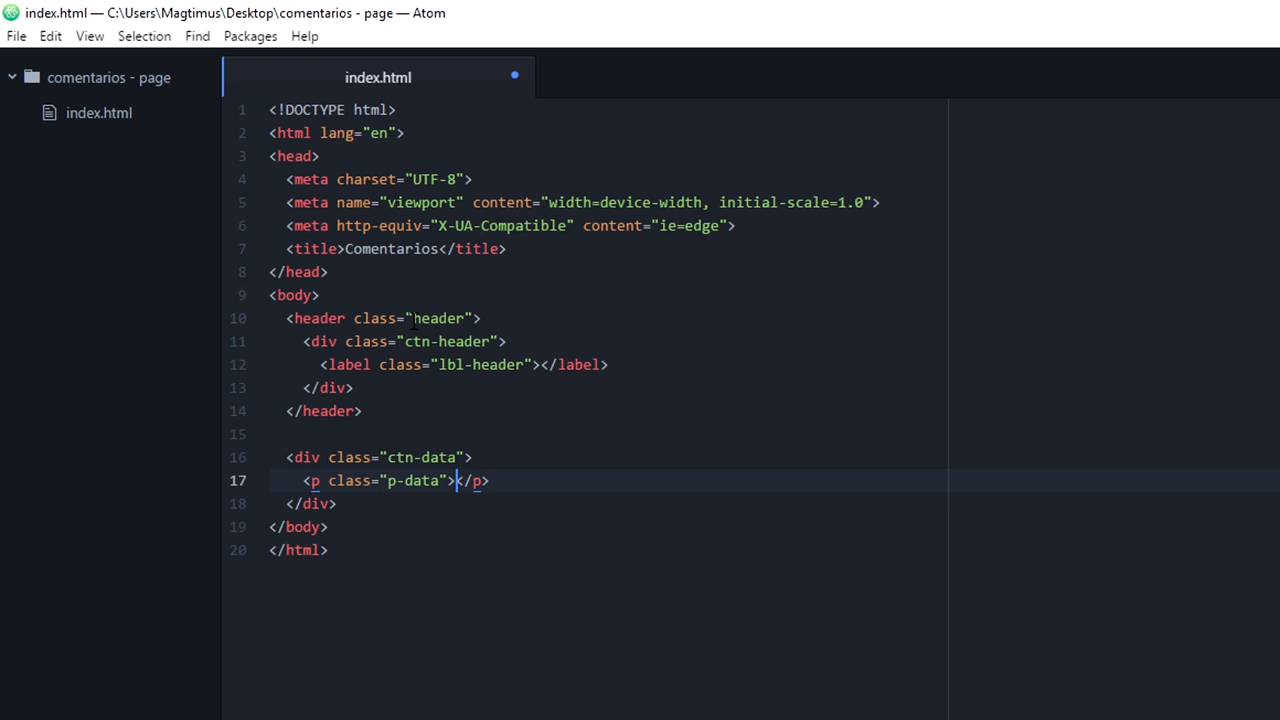 index.html — C:\Users\Magtimus\Desktop\comentarios - page — Atom
File Edit View Selection Find Packages Help
comentarios - page
index.html
index.html
1 <!DOCTYPE html>
2 <html lang="en">
3 <head>
4 <meta charset="UTF-8">
5 <meta name="viewport" content="width=device-width, initial-scale=1.0">
6 <meta http-equiv="X-UA-Compatible" content="ie=edge">
7 <title>Comentarios</title>
8 </head>
9 <body>
10 <header class="header">
11 <div class="ctn-header">
12 <label class="lbl-header"></label>
13 </div>
14 </header>
15
16 <div class="ctn-data">
17 <p class="p-data"></p>
18 </div>
19 </body>
20 </html>